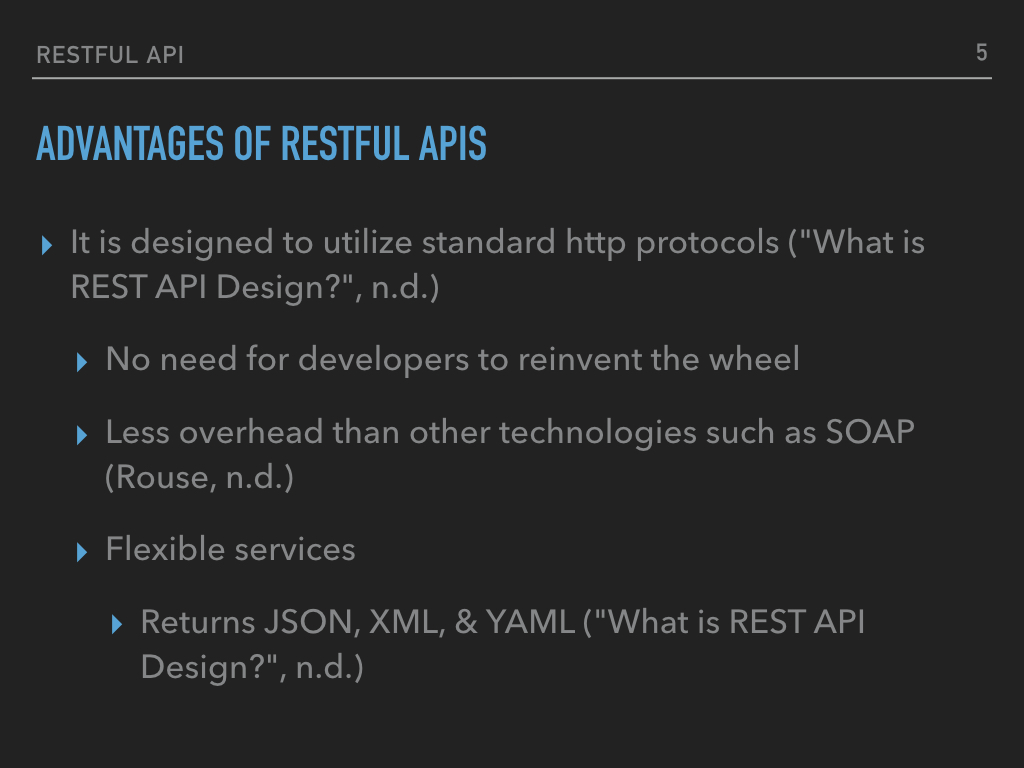 RESTFUL API
5
ADVANTAGES OF RESTFUL APIS
It is designed to utilize standard http protocols ("What is
REST API Design?", n.d.)
No need for developers to reinvent the wheel
Less overhead than other technologies such as SOAP
(Rouse, n.d.)
Flexible services
Returns JSON, XML, & YAML ("What is REST API
Design?", n.d.)